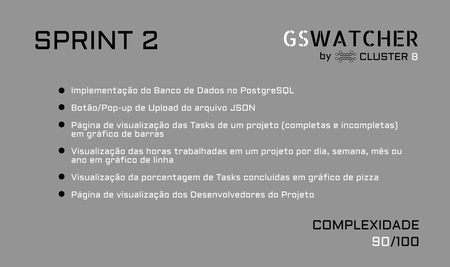 SPRINT 2
GSWATCHER
by CLUSTER 8
Implementação do Banco de Dados no PostgreSQL
Botão/Pop-up de Upload do arquivo JSON
Página de visualização das Tasks de um projeto (completas e incompletas)
em gráfico de barras
Visualização das horas trabalhadas em um projeto por dia, semana, mês ou
ano em gráfico de linha
Visualização da porcentagem de Tasks concluídas em gráfico de pizza
Página de visualização dos Desenvolvedores do Projeto
COMPLEXIDADE
90/100